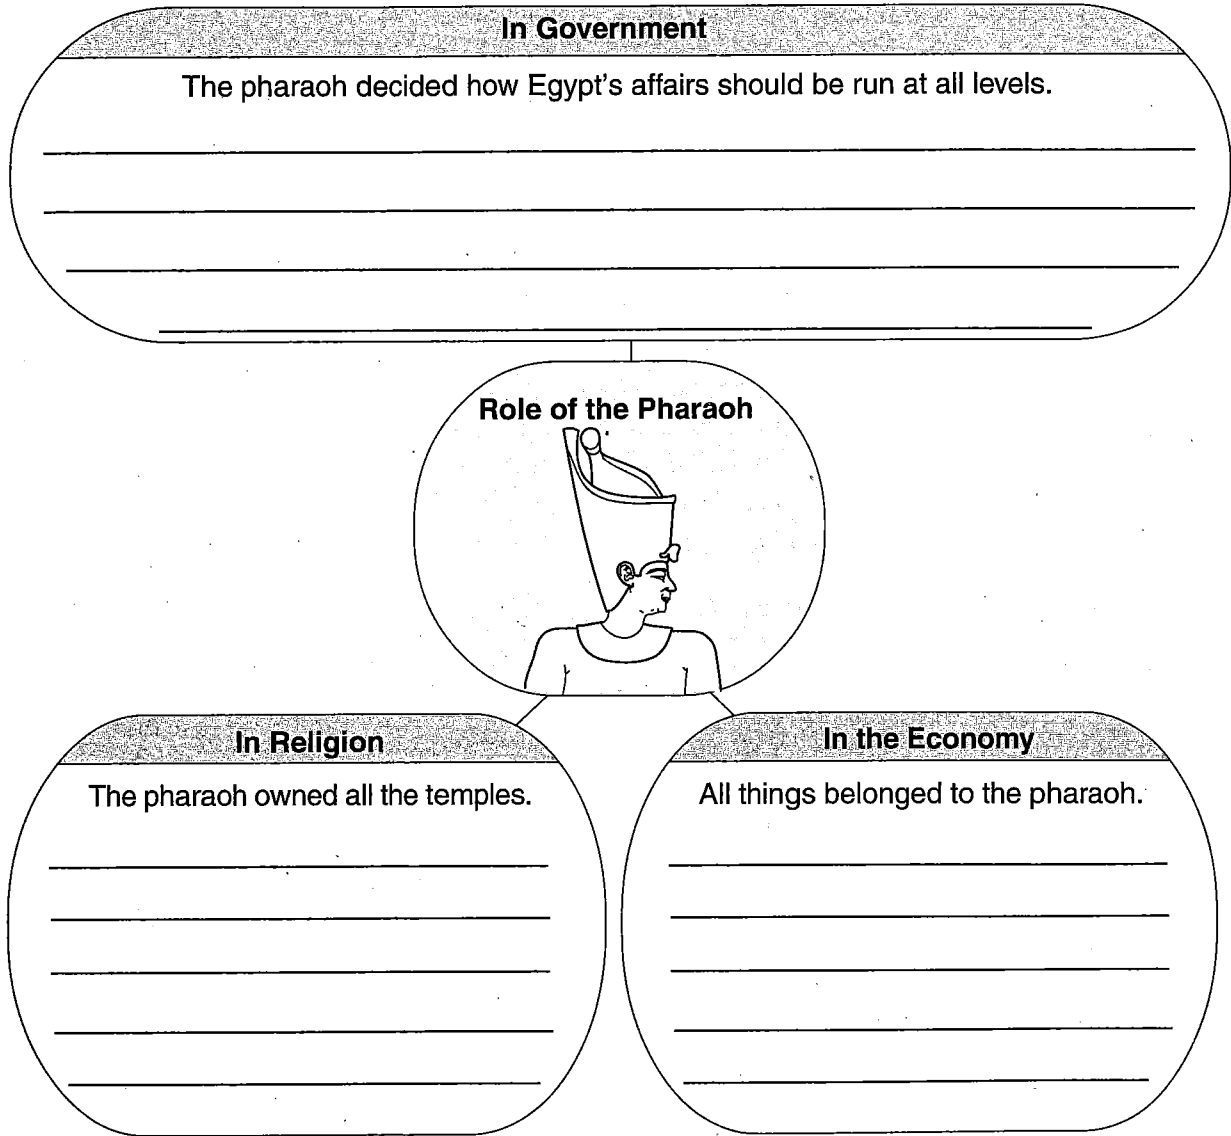 In Government
The pharaoh decided how Egypt's affairs should be run at all levels.
Role of the Pharaoh
In Religion
The pharaoh owned all the temples.
In the Economy
All things belonged to the pharaoh.